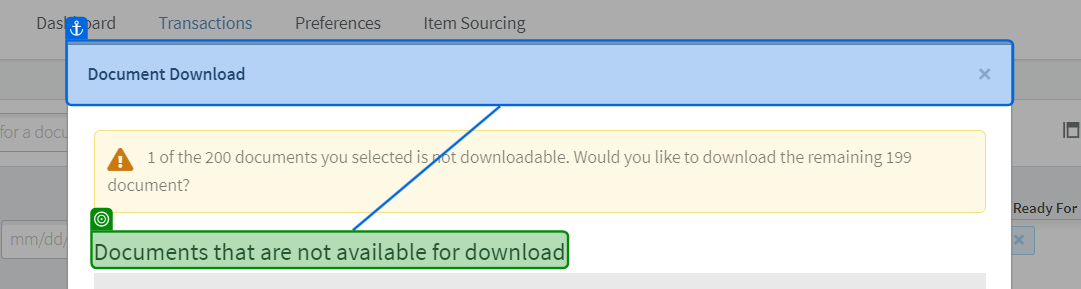 Dashboard Transactions Preferences Item Sourcing
Document Download
for a docu
1 of the 200 documents you selected is not downloadable. Would you like to download the remaining 199
document?
Ready For
mm/dd/
Documents that are not available for download